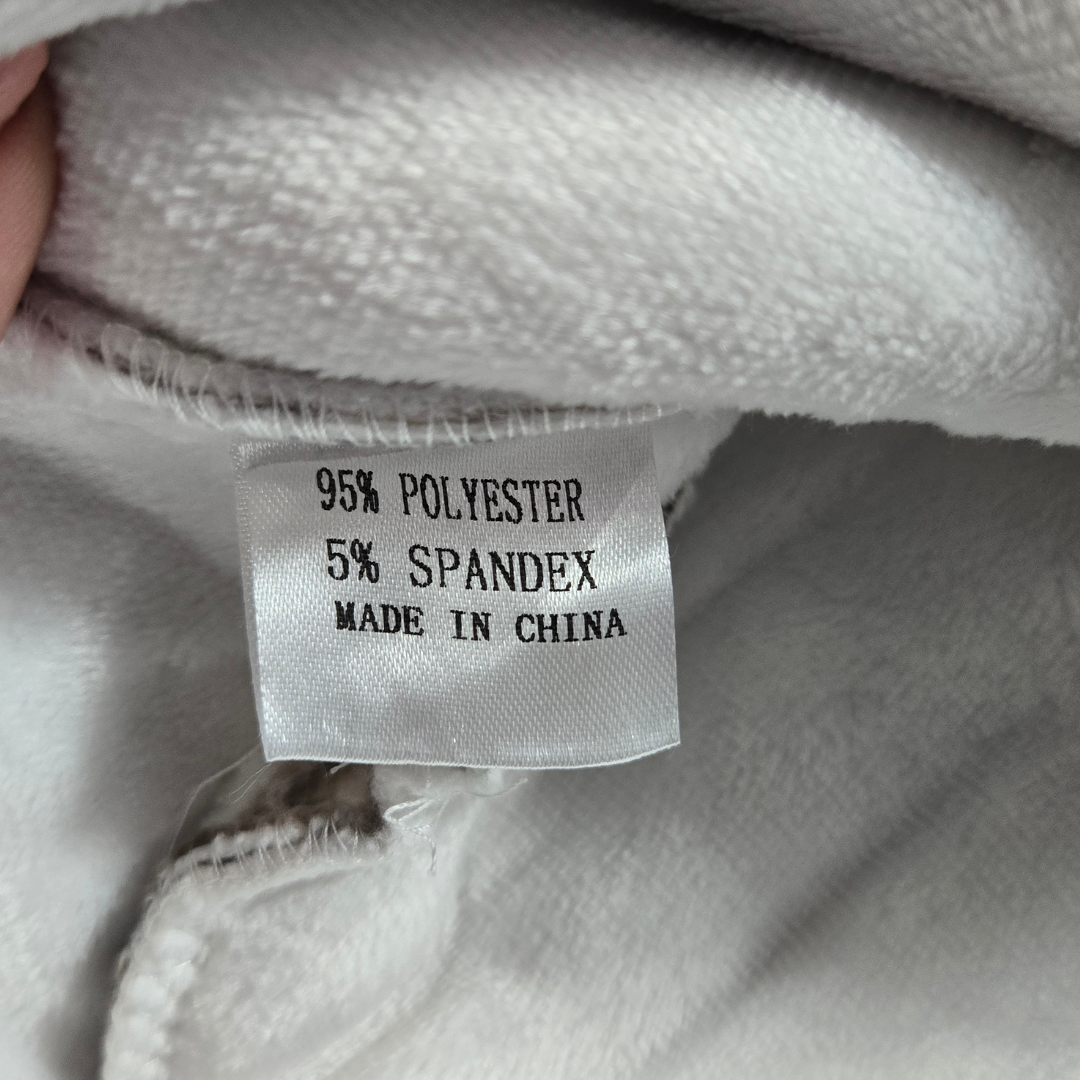 95% POLYESTER
5% SPANDEX
MADE IN CHINA